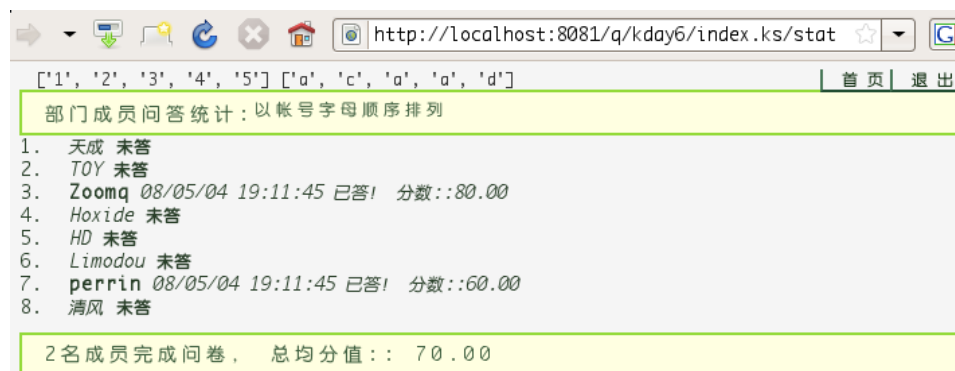 http://localhost:8081/q/kday6/index.ks/stat
['1', '2', '3', '4', '5'] ['a', 'c', 'a', 'a', 'd']
首页 退出
部门成员问答统计:以帐号字母顺序排列
1. 天成 未答
2. TOY 未答
3. Zoomq 08/05/04 19:11:45 已答! 分数::80.00
4. Hoxide 未答
5. HD 未答
6. Limodou 未答
7. perrin 08/05/04 19:11:45 已答! 分数::60.00
8. 清风 未答
2名成员完成问卷, 总均分值:: 70.00